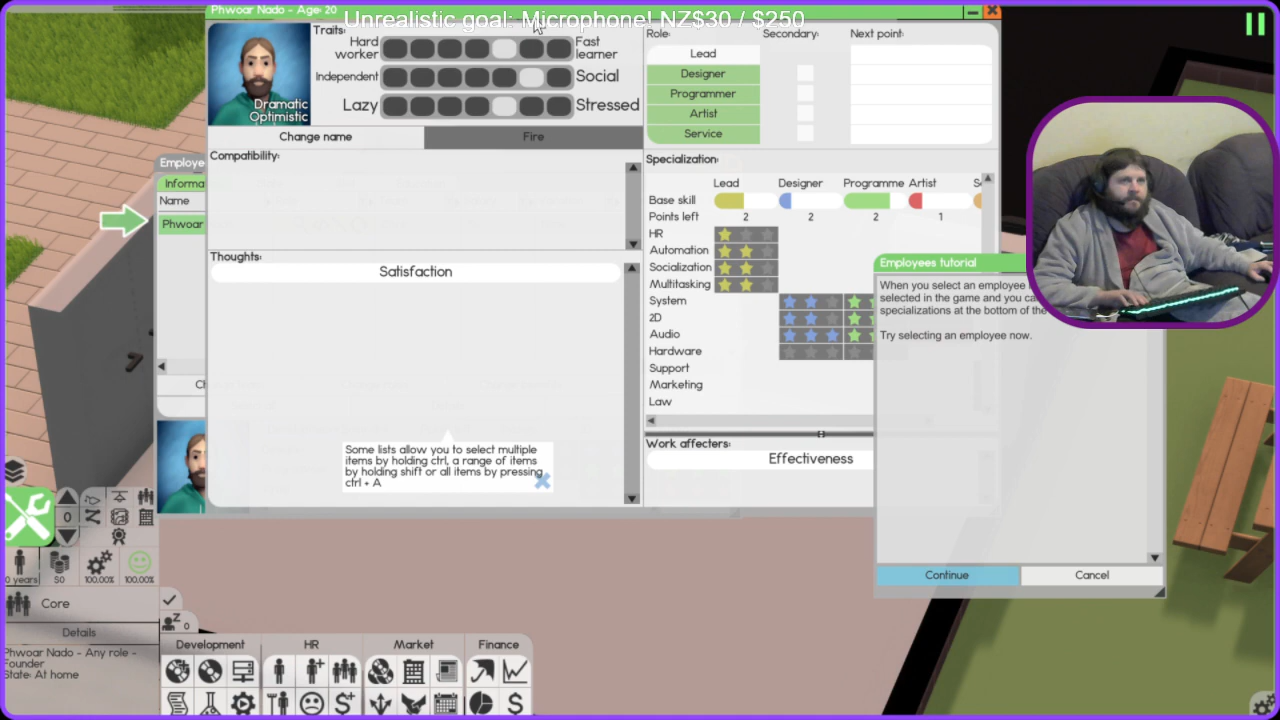 Phwoar Nado - Age: 20
Unrealistic goal: Microphone! NZ$30 / $250
Traits:
Hard worker
Fast learner
Independent
Social
Lazy
Stressed
Dramatic
Optimistic
Change name
Fire
Compatibility:
Thoughts:
Satisfaction
Some lists allow you to select multiple
items by holding ctrl, a range of items
by holding shift or all items by pressing
ctrl + A
Role:
Secondary:
Next point:
Lead
Designer
Programmer
Artist
Service
Specialization:
Lead Designer Programme Artist S
Base skill
Points left 2 2 2 1
HR
Automation
Socialization
Multitasking
System
2D
Audio
Hardware
Support
Marketing
Law
Work affecters:
Effectiveness
Employee
Informa
Name
Phwoar
Employees tutorial
When you select an employee
selected in the game and you ca
specializations at the bottom of the
Try selecting an employee now.
Continue
Cancel
0
0 years
$0
100,00%
100,00%
Core
Details
Phwoar Nado - Any role -
Founder
State: At home
Z 0
Development
HR
Market
Finance